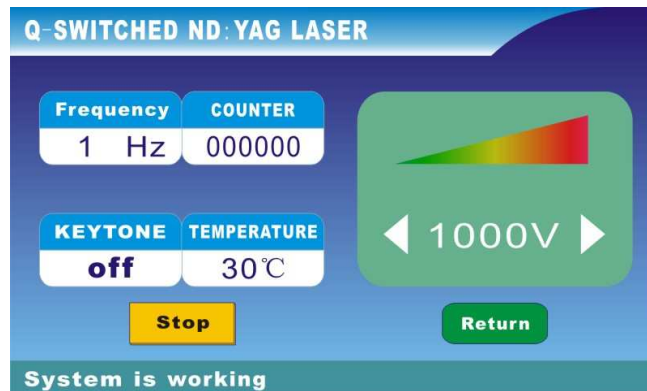 Q-SWITCHED ND:YAG LASER
Frequency COUNTER
1 Hz 000000
KEYTONE TEMPERATURE
off 30℃
1000V
Stop
Return
System is working